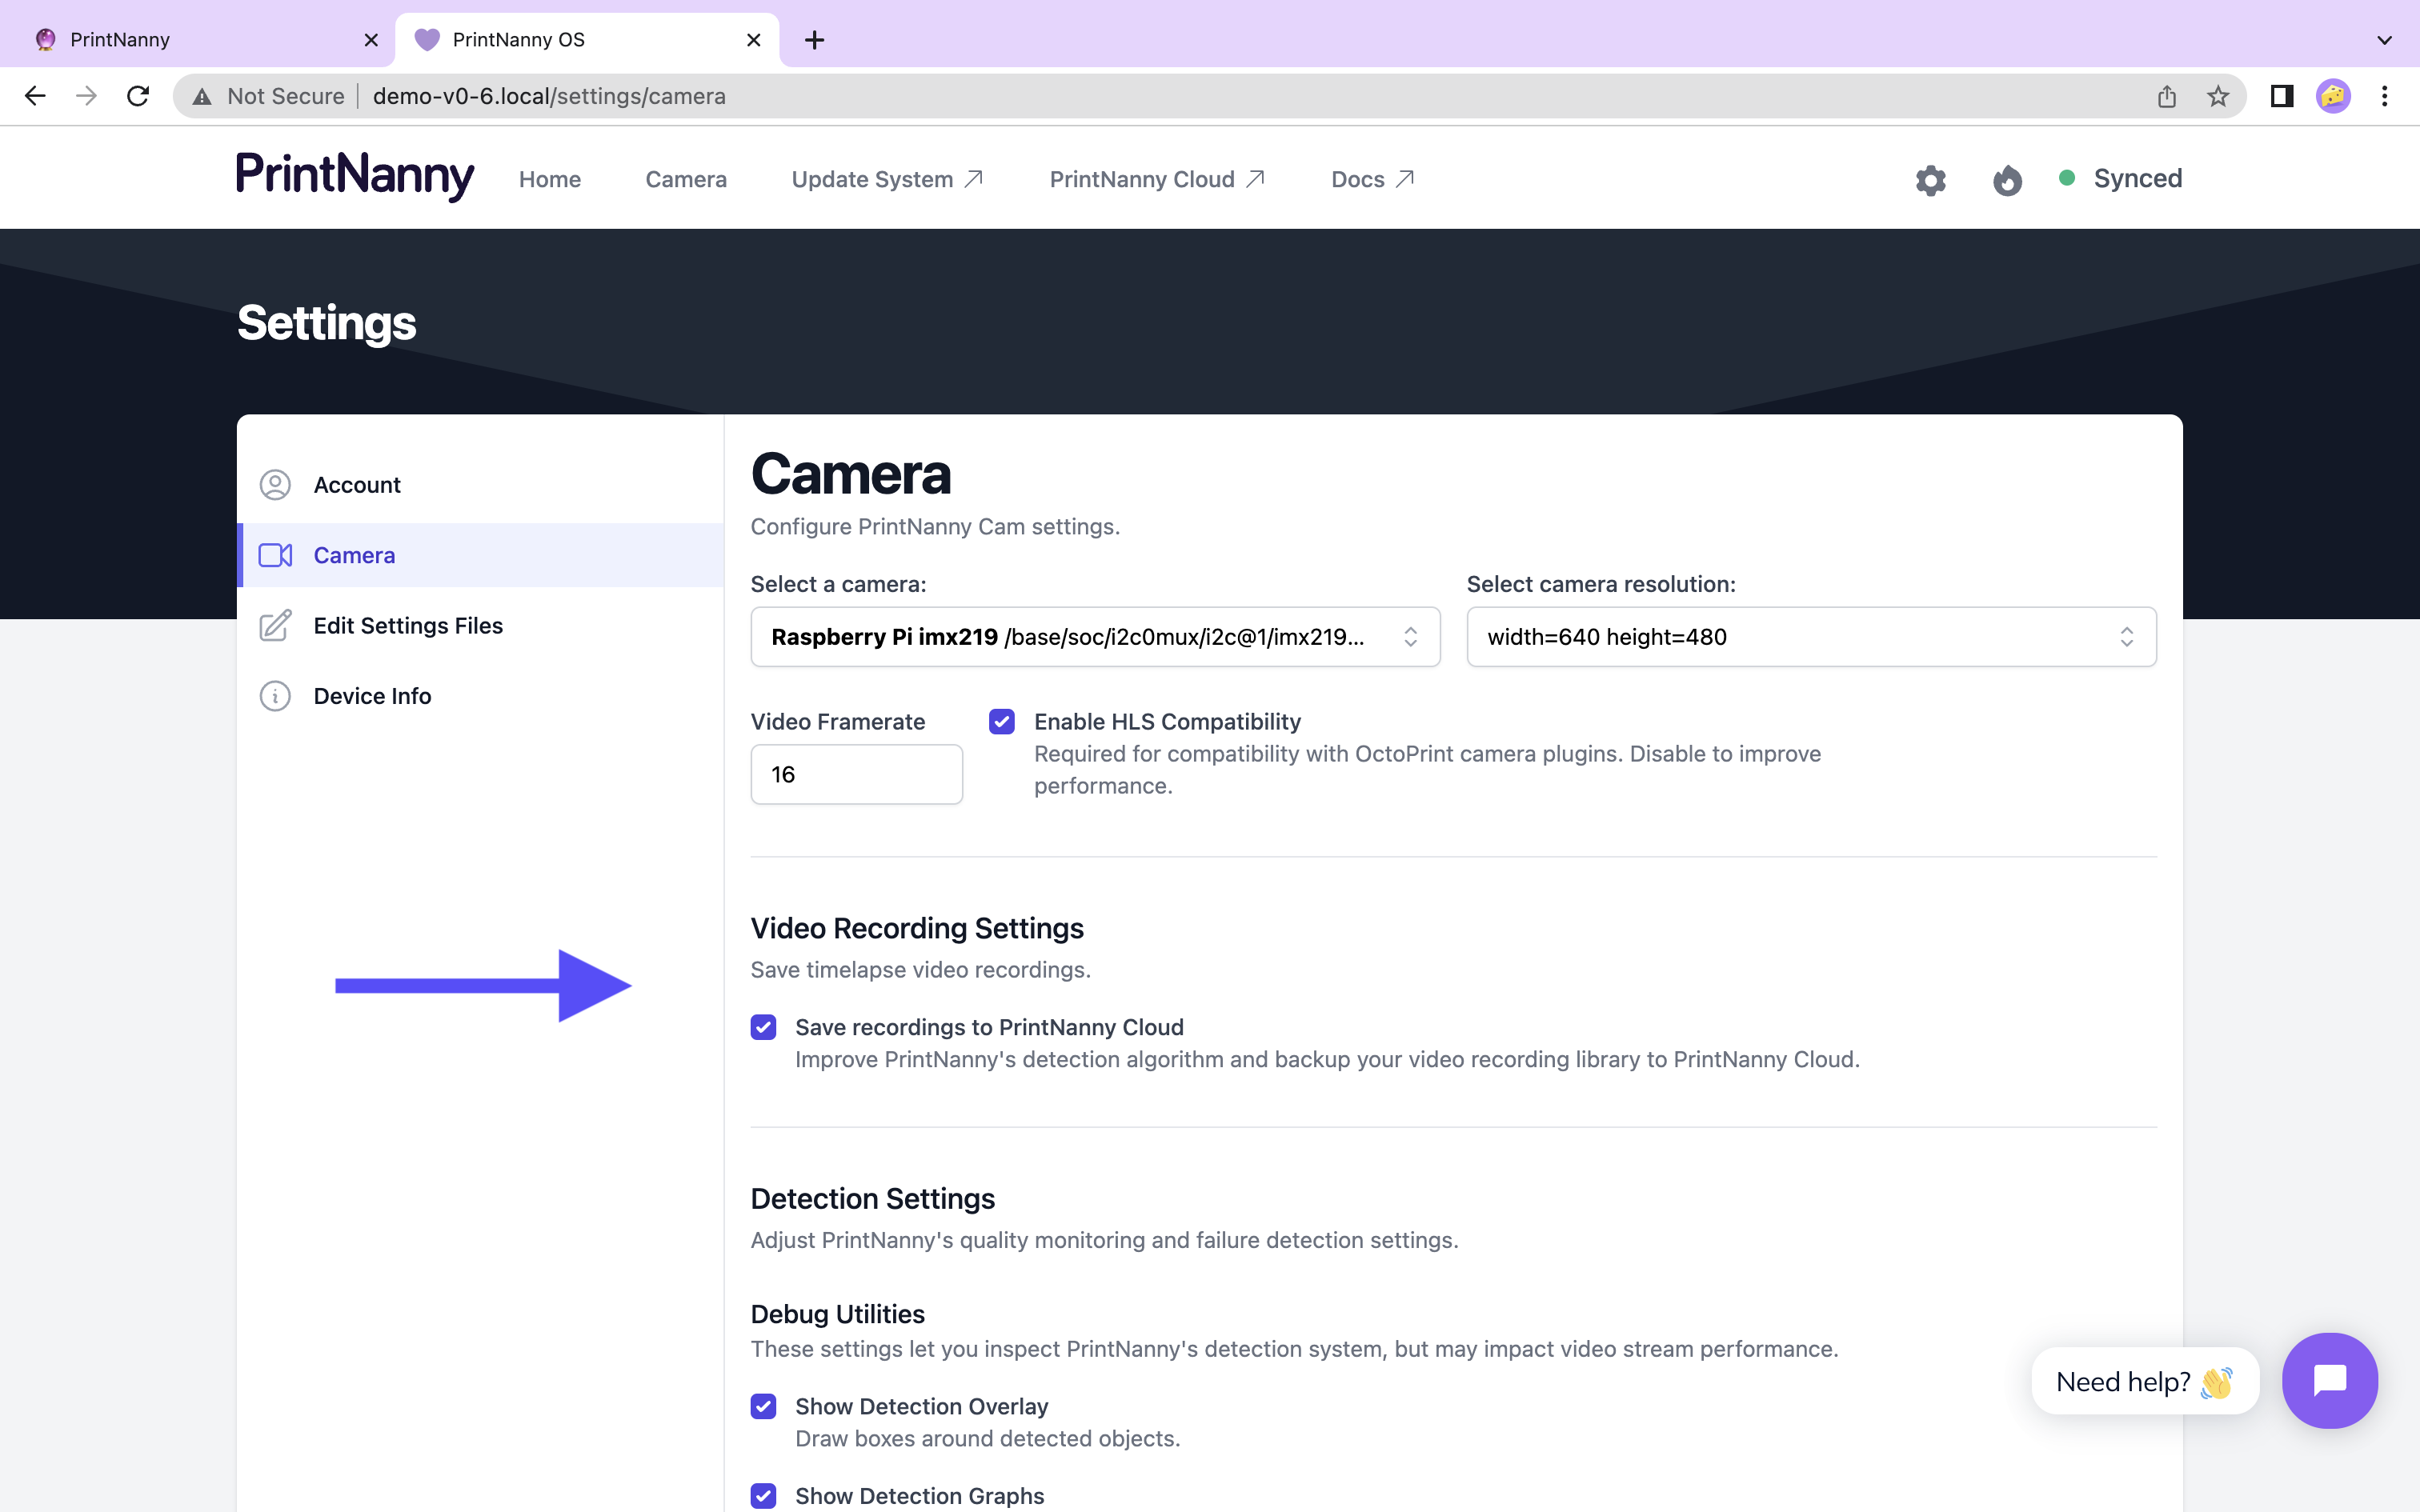 PrintNanny
PrintNanny OS
Not Secure
demo-v0-6.local/settings/camera
PrintNanny
Home
Camera
Update System
PrintNanny Cloud
Docs
Synced
Settings
Account
Camera
Edit Settings Files
Device Info
Camera
Configure PrintNanny Cam settings.
Select a camera:
Raspberry Pi imx219 /base/soc/i2c0mux/i2c@1/imx219...
Select camera resolution:
width=640 height=480
Video Framerate
16
Enable HLS Compatibility
Required for compatibility with OctoPrint camera plugins. Disable to improve
performance.
Video Recording Settings
Save timelapse video recordings.
Save recordings to PrintNanny Cloud
Improve PrintNanny's detection algorithm and backup your video recording library to PrintNanny Cloud.
Detection Settings
Adjust PrintNanny's quality monitoring and failure detection settings.
Debug Utilities
These settings let you inspect PrintNanny's detection system, but may impact video stream performance.
Show Detection Overlay
Draw boxes around detected objects.
Show Detection Graphs
Need help? 👋